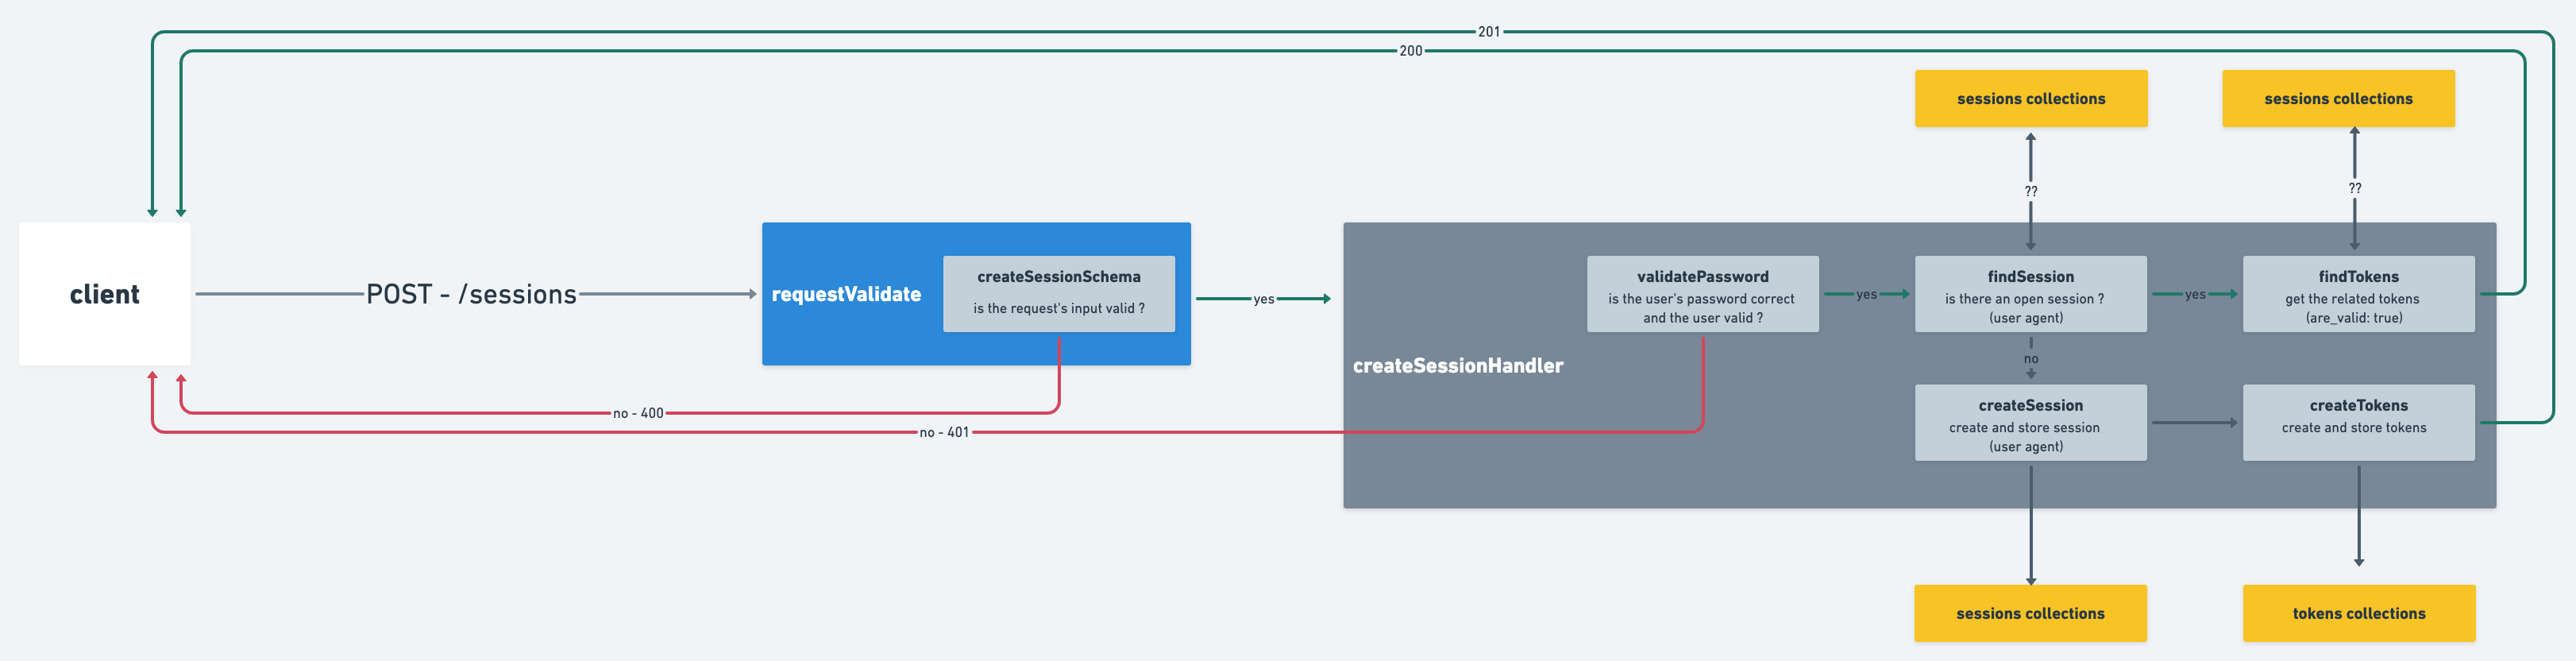 201
200
sessions collections
sessions collections
??
??
client
POST - /sessions
requestValidate
createSessionSchema
is the request's input valid ?
yes
createSessionHandler
validatePassword
is the user's password correct
and the user valid ?
yes
findSession
is there an open session ?
(user agent)
yes
findTokens
get the related tokens
(are_valid: true)
no
createSession
create and store session
(user agent)
createTokens
create and store tokens
no - 400
no - 401
sessions collections
tokens collections